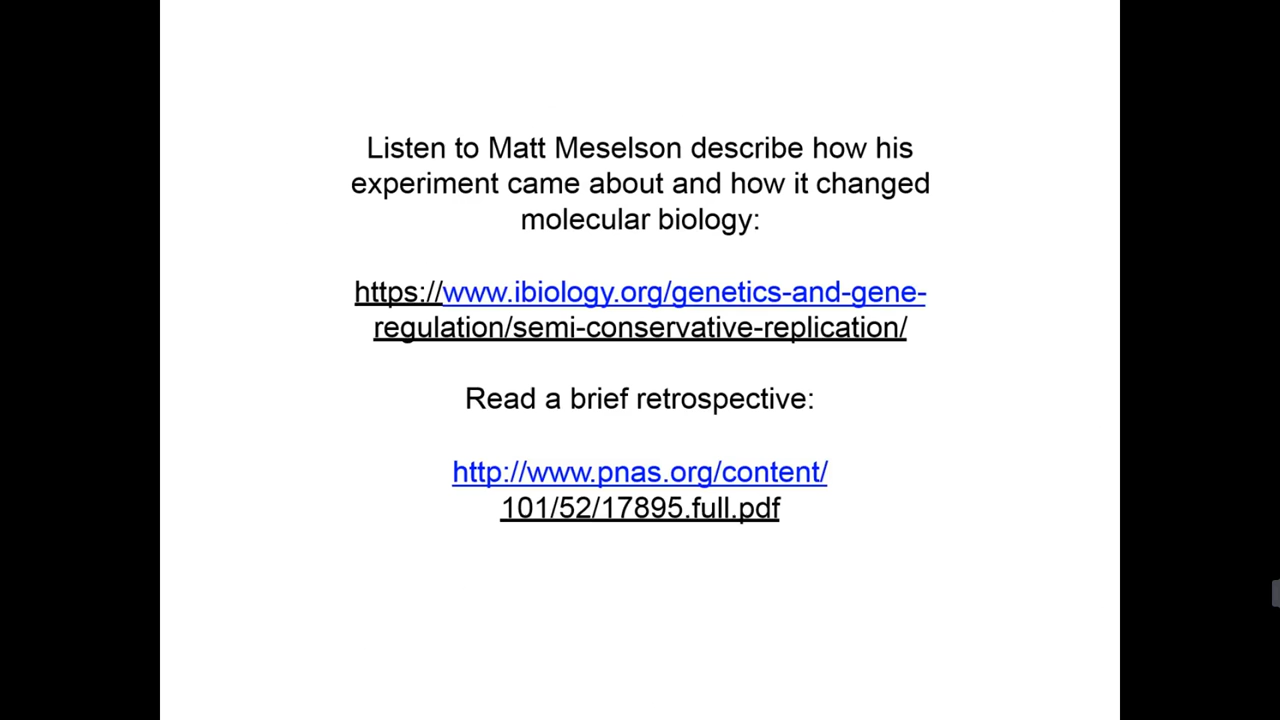 Listen to Matt Meselson describe how his
experiment came about and how it changed
molecular biology:
https://www.ibiology.org/genetics-and-gene-
regulation/semi-conservative-replication/
Read a brief retrospective:
http://www.pnas.org/content/
101/52/17895.full.pdf